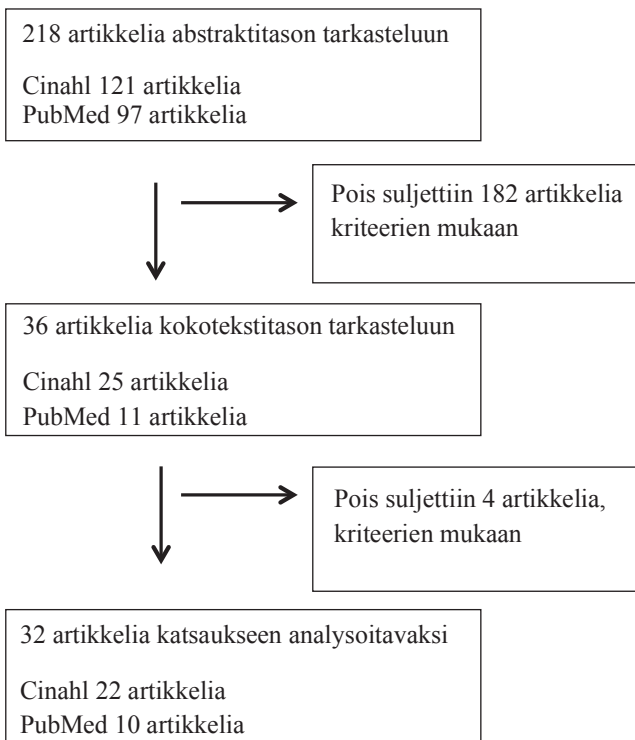 218 artikkelia abstraktitason tarkasteluun
Cinahl 121 artikkelia
PubMed 97 artikkelia
Pois suljettiin 182 artikkelia
kriteerien mukaan
36 artikkelia kokotekstitason tarkasteluun
Cinahl 25 artikkelia
PubMed 11 artikkelia
Pois suljettiin 4 artikkelia,
kriteerien mukaan
32 artikkelia katsaukseen analysoitavaksi
Cinahl 22 artikkelia
PubMed 10 artikkelia